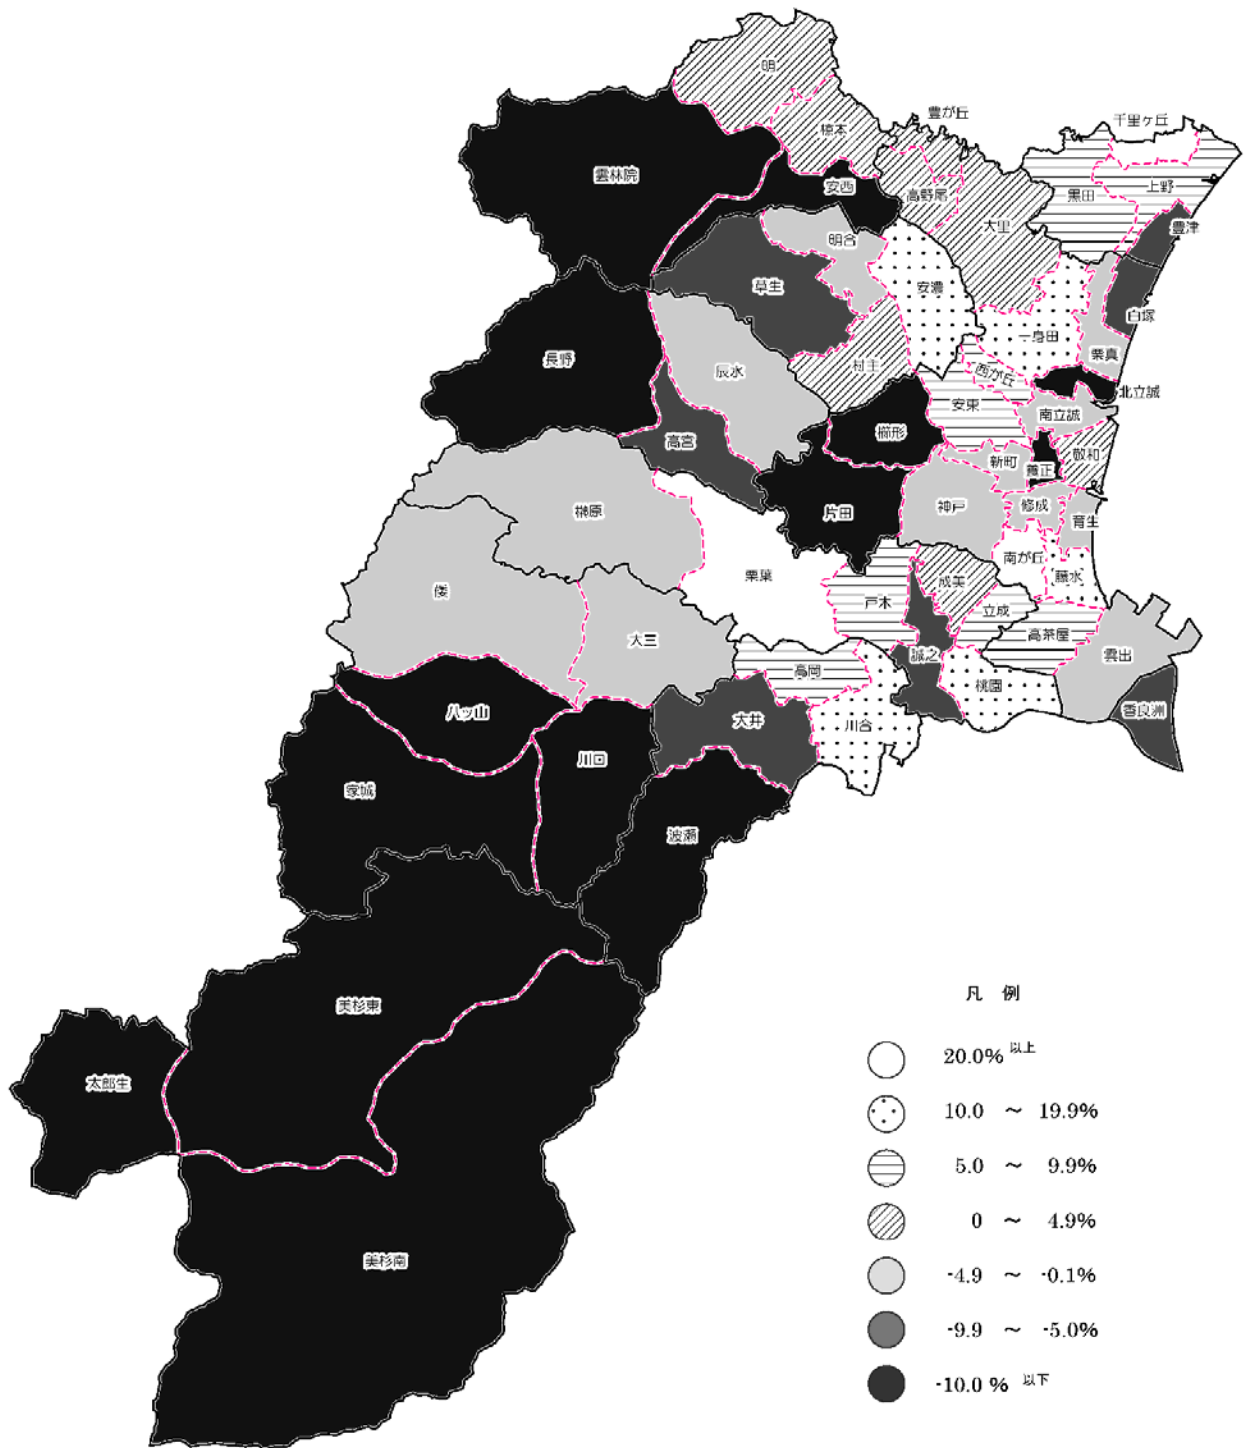 明
椋本
豊が丘
千里ヶ丘
雲林院
安西
高野尾
黒田
上野
大里
豊津
明合
草生
安濃
白塚
一身田
栗真
長野
辰水
村主
西が丘
北立誠
安東
南立誠
櫛形
高宮
新町
養正
敬和
榊原
片田
神戸
修成
育生
南が丘
藤水
栗葉
倭
戸木
成美
立成
大三
高茶屋
雲出
高岡
誠之
桃園
香良洲
八ッ山
大井
川合
川口
家城
波瀬
美杉東
太郎生
美杉南
凡 例
20.0% 以上
10.0 ～ 19.9%
5.0 ～ 9.9%
0 ～ 4.9%
-4.9 ～ -0.1%
-9.9 ～ -5.0%
-10.0 % 以下